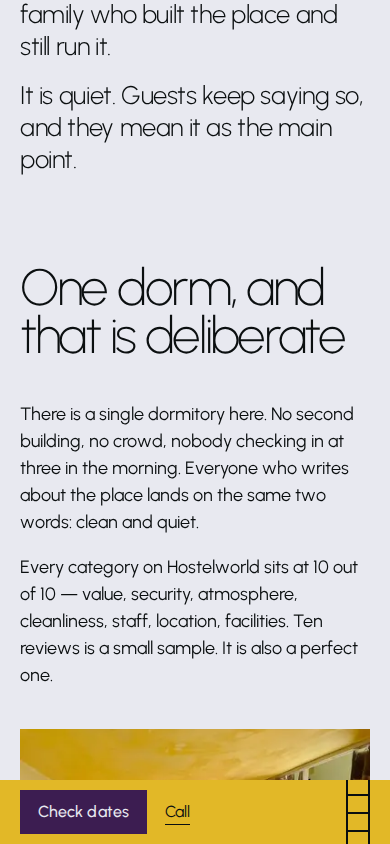 family who built the place and
still run it.
It is quiet. Guests keep saying so,
and they mean it as the main
point.
One dorm, and
that is deliberate
There is a single dormitory here. No second
building, no crowd, nobody checking in at
three in the morning. Everyone who writes
about the place lands on the same two
words: clean and quiet.
Every category on Hostelworld sits at 10 out
of 10 — value, security, atmosphere,
cleanliness, staff, location, facilities. Ten
reviews is a small sample. It is also a perfect
one.
Check dates
Call